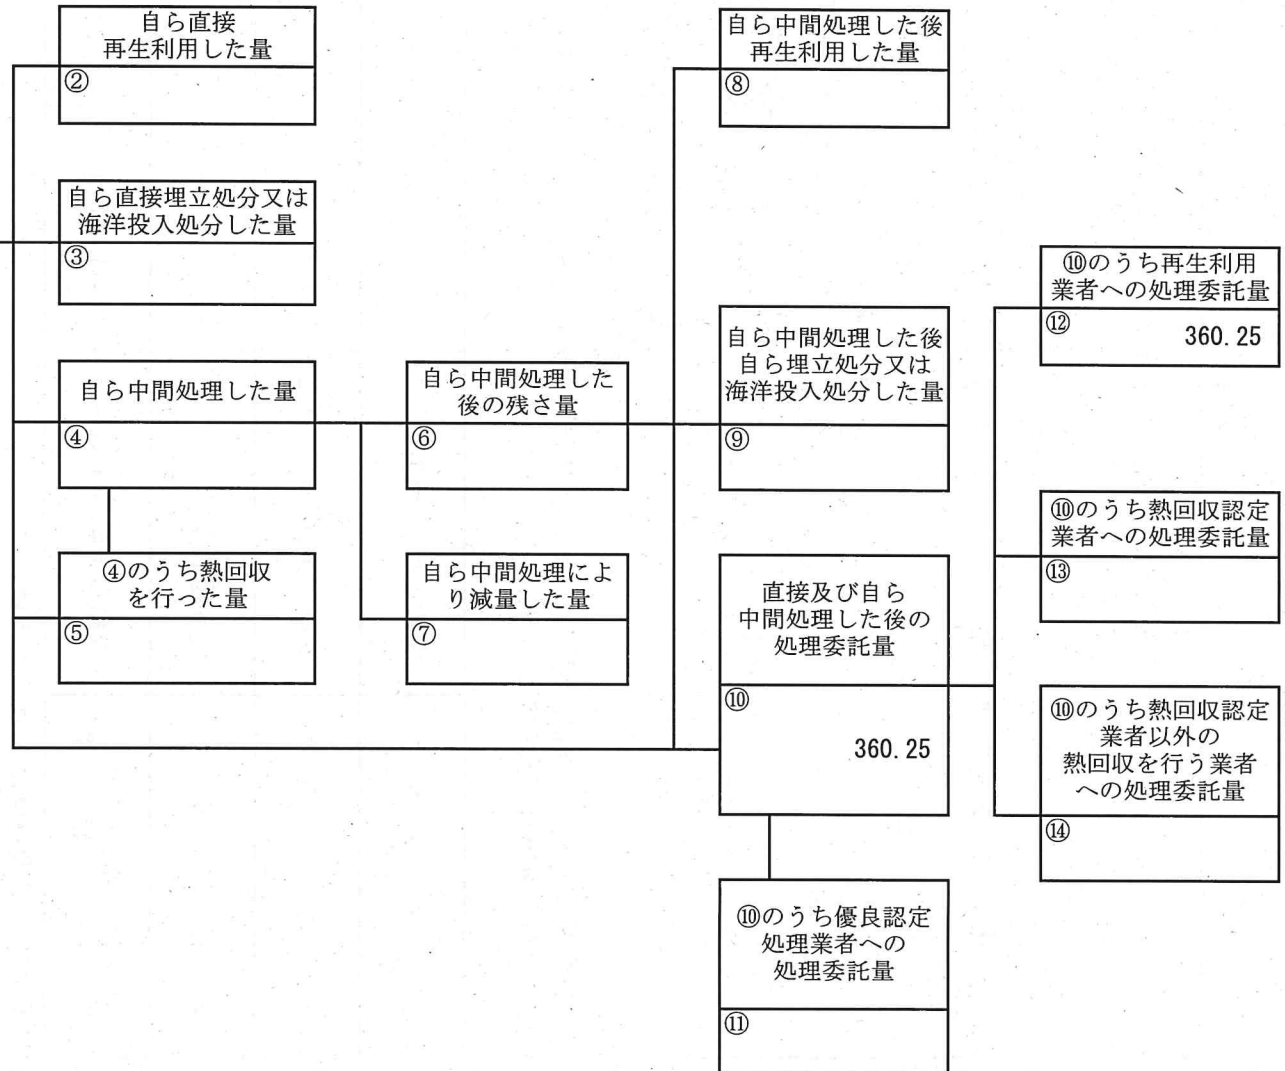 自ら直接
再生利用した量
②
自ら直接埋立処分又は
海洋投入処分した量
③
自ら中間処理した量
④
④のうち熱回収
を行った量
⑤
自ら中間処理した
後の残さ量
⑥
自ら中間処理によ
り減量した量
⑦
自ら中間処理した後
再生利用した量
⑧
自ら中間処理した後
自ら埋立処分又は
海洋投入処分した量
⑨
直接及び自ら
中間処理した後の
処理委託量
⑩
360.25
⑩のうち優良認定
処理業者への
処理委託量
⑪
⑩のうち再生利用
業者への処理委託量
⑫
360.25
⑩のうち熱回収認定
業者への処理委託量
⑬
⑩のうち熱回収認定
業者以外の
熱回収を行う業者
への処理委託量
⑭